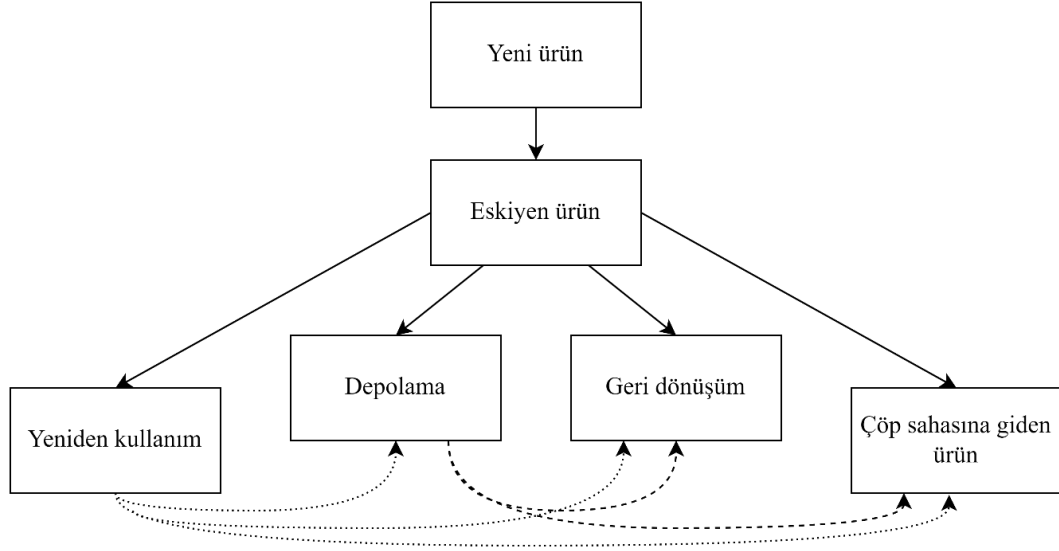 Yeni ürün
Eskiyen ürün
Depolama
Geri dönüşüm
Yeniden kullanım
Çöp sahasına giden
ürün